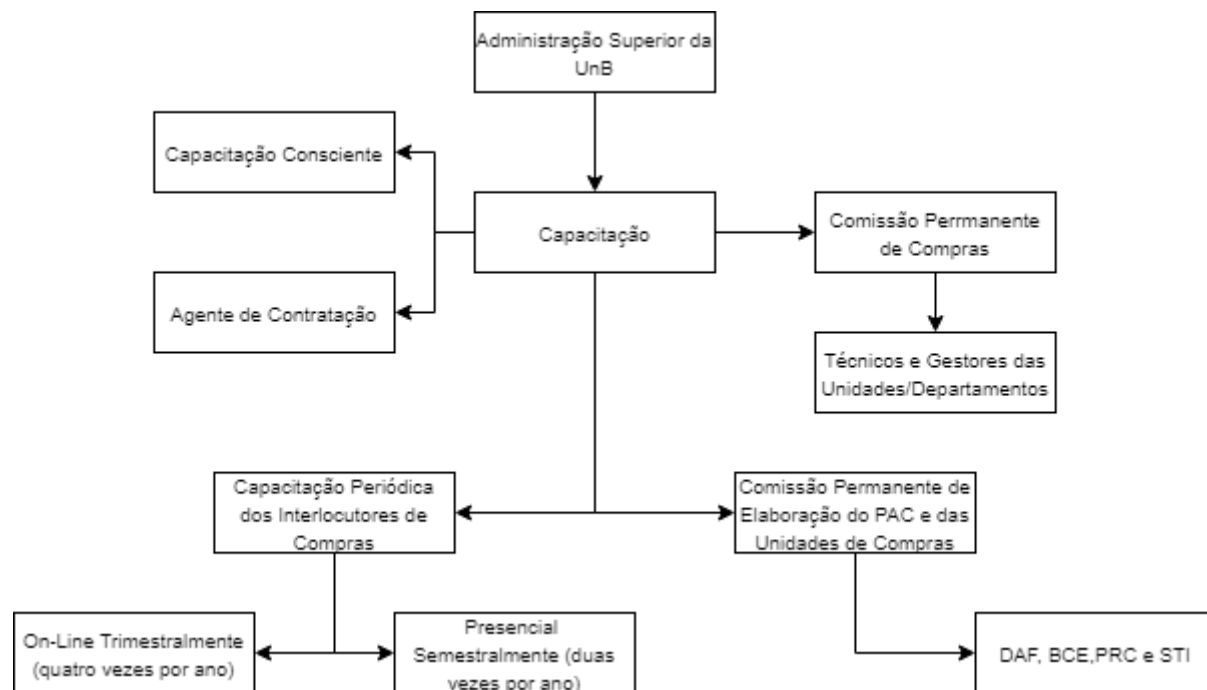 Administração Superior da
UnB
Capacitação Consciente
Capacitação
Comissão Perrmanente
de Compras
Agente de Contratação
Técnicos e Gestores das
Unidades/Departamentos
Capacitação Periódica
dos Interlocutores de
Compras
Comissão Permanente de
Elaboração do PAC e das
Unidades de Compras
On-Line Trimestralmente
(quatro vezes por ano)
Presencial
Semestralmente (duas
vezes por ano)
DAF, BCE,PRC e STI